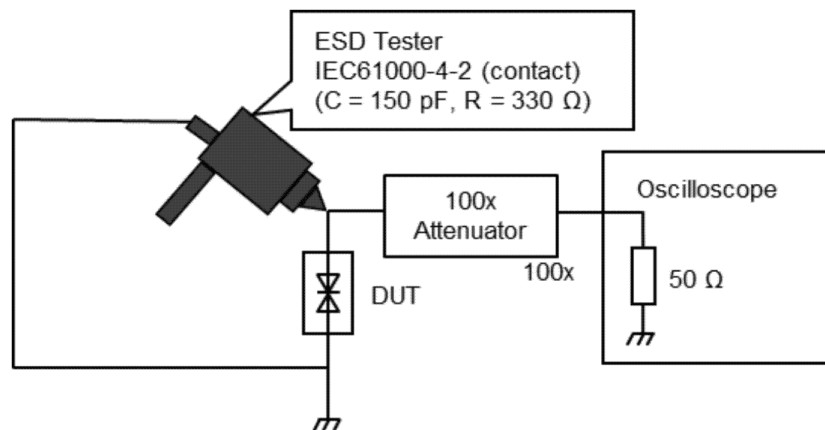 ESD Tester
IEC61000-4-2 (contact)
(C = 150 pF, R = 330 Ω)
100x
Attenuator
100x
Oscilloscope
50 Ω
DUT